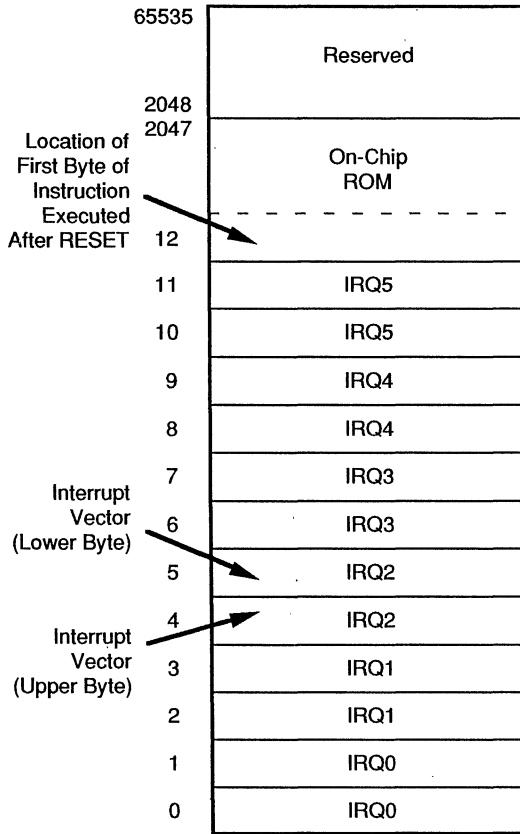 65535
Reserved
2048
2047
Location of
First Byte of
Instruction
Executed
After RESET
On-Chip
ROM
12
11 IRQ5
10 IRQ5
9 IRQ4
8 IRQ4
7 IRQ3
Interrupt
Vector
(Lower Byte)
6 IRQ3
5 IRQ2
4 IRQ2
Interrupt
Vector
(Upper Byte)
3 IRQ1
2 IRQ1
1 IRQ0
0 IRQ0